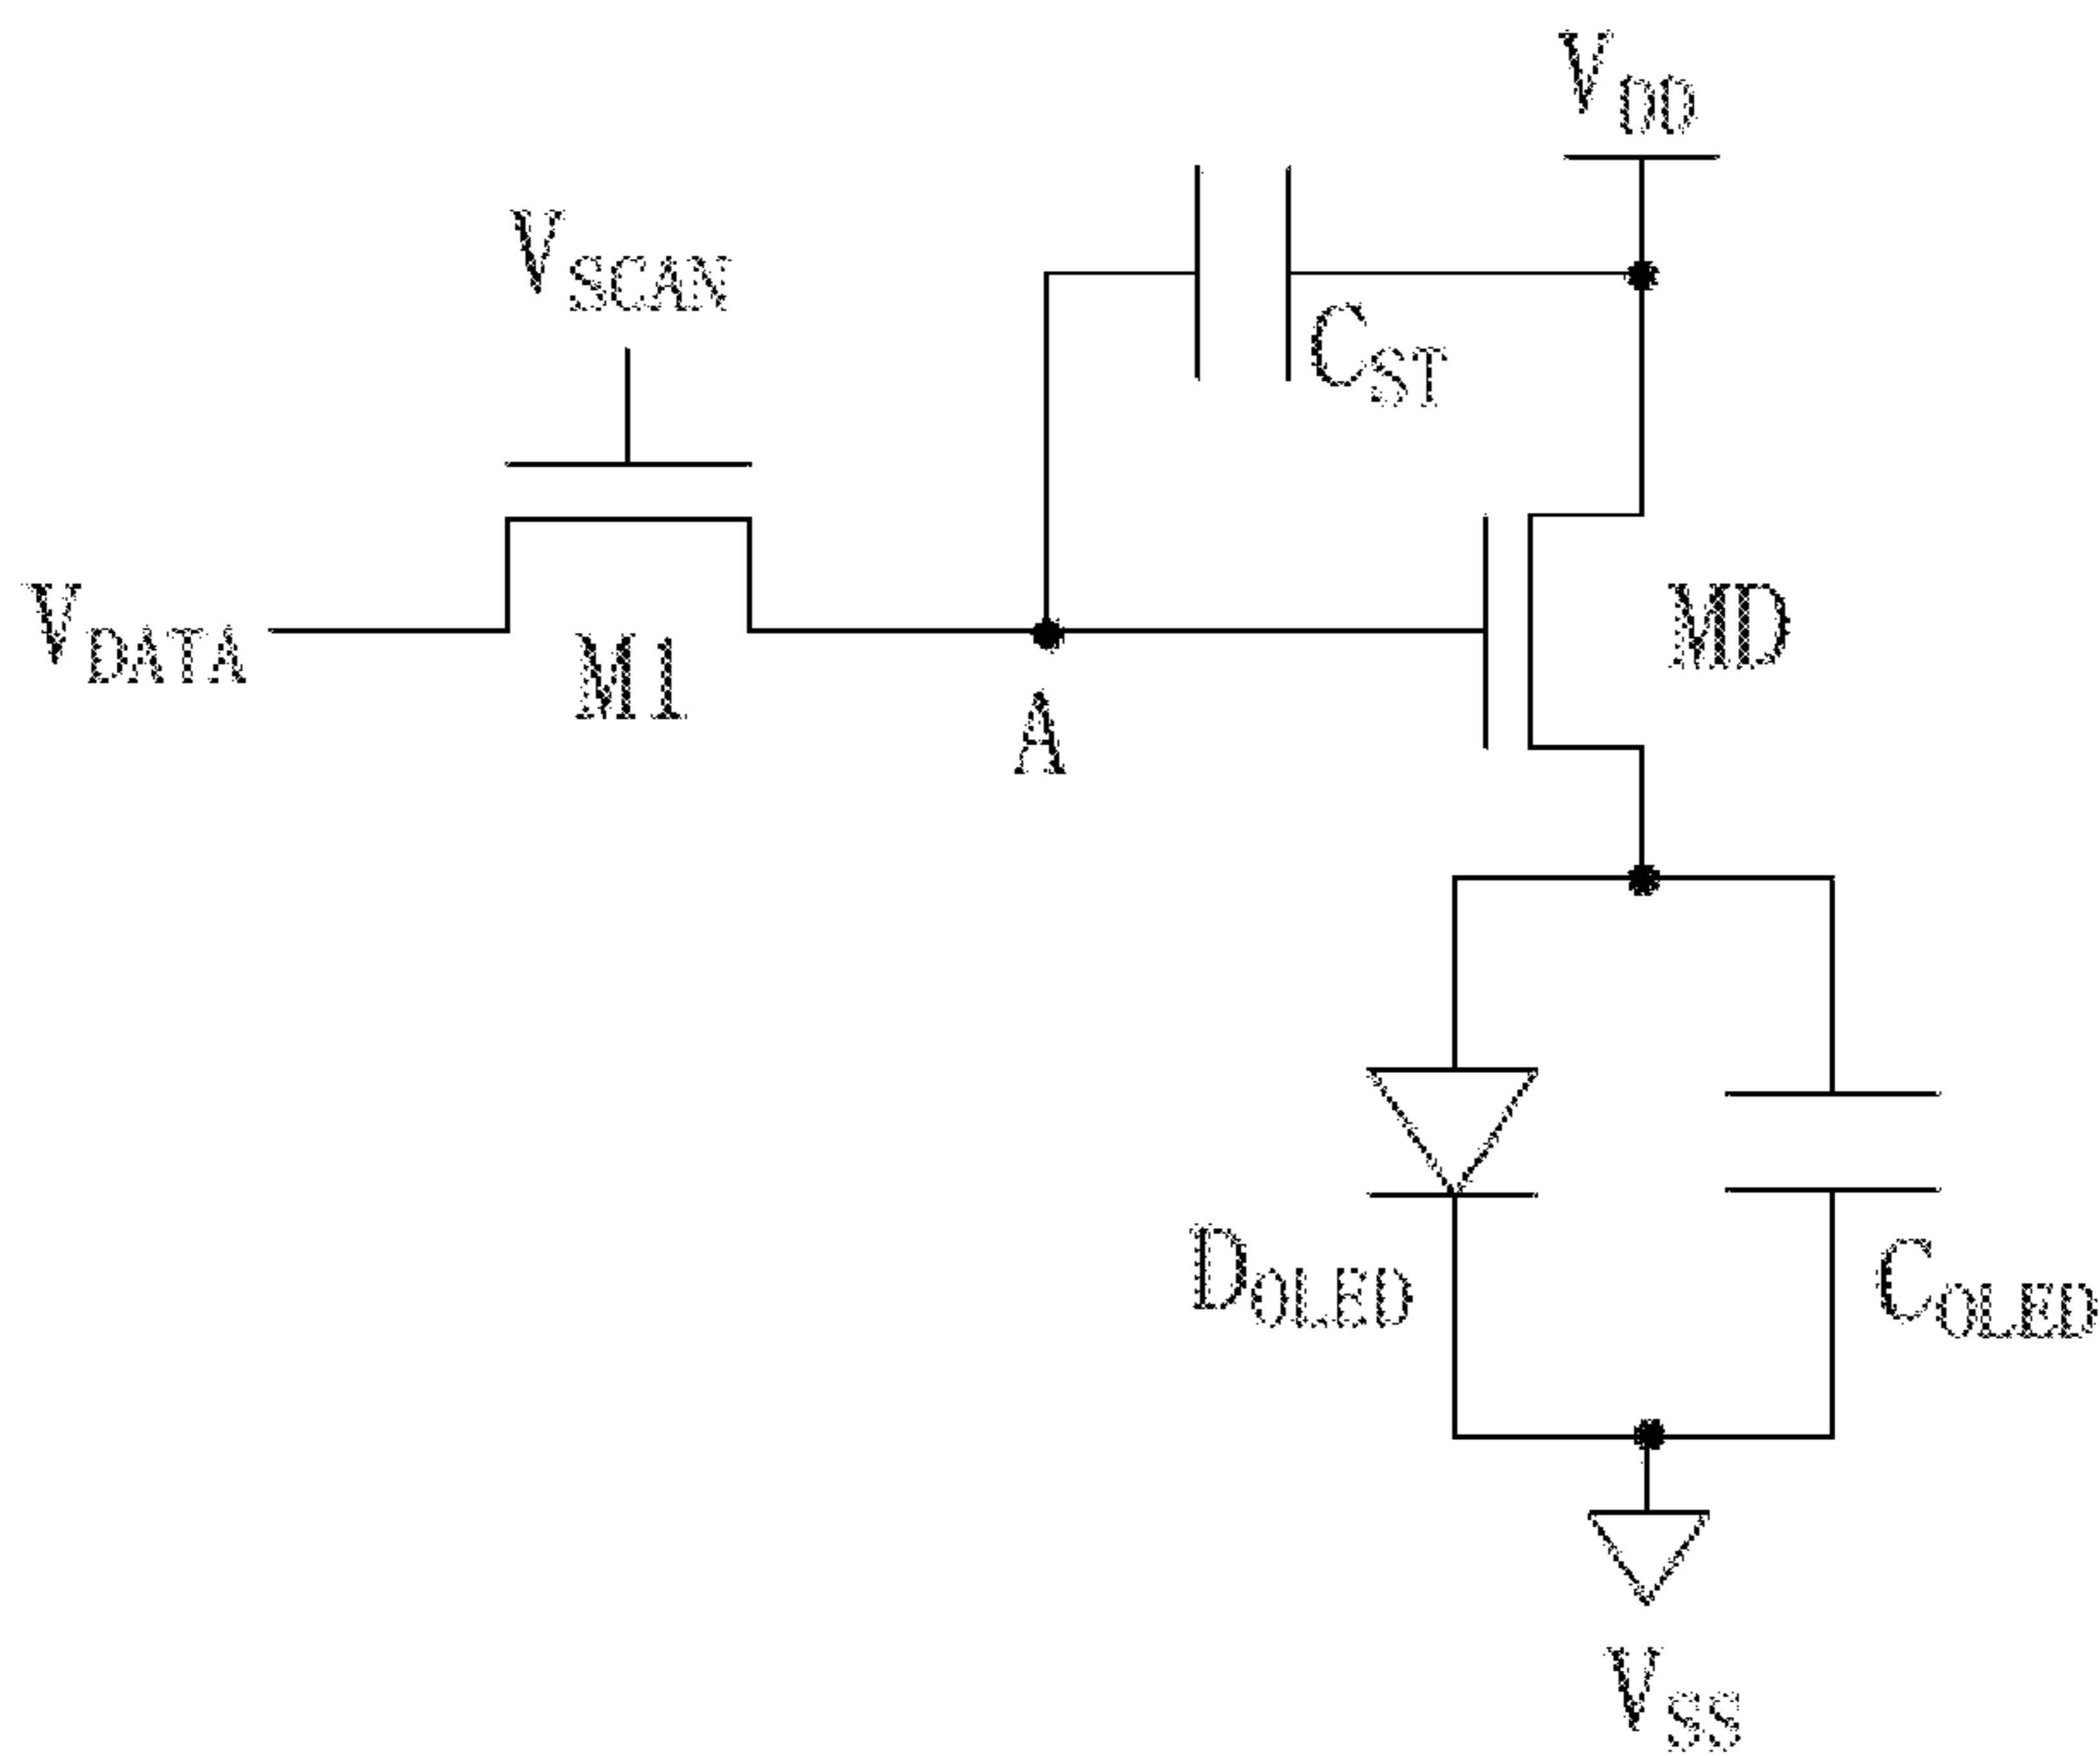 VDD
VSCAN
CST
VDATA
M1
MD
A
DOLED
COLED
VSS